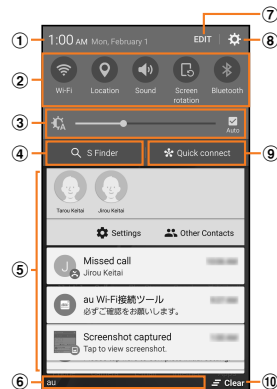 ⑦
① 1:00 AM Mon, February 1 EDIT ⑧
②
Wi-Fi Location Sound Screen rotation Bluetooth
③ A Auto
④ S Finder Quick connect ⑨
⑤
Tarou Keitai Jirou Keitai
Settings Other Contacts
J Missed call
Jirou Keitai
au Wi-Fi接続ツール
必ずご確認をお願いします。
Screenshot captured
Tap to view screenshot.
⑥ au Clear ⑩